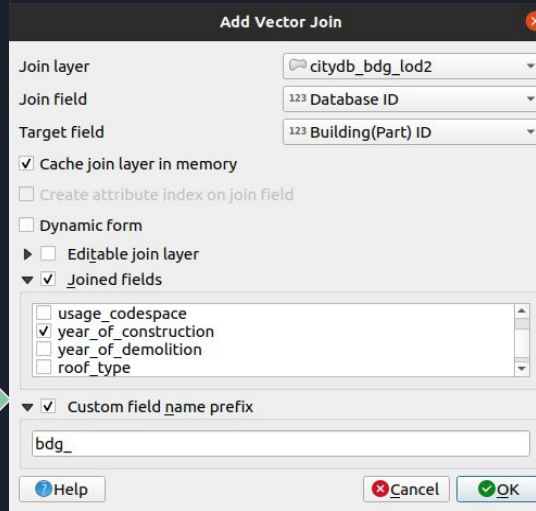 Add Vector Join
Join layer citydb_bdg_lod2
Join field 123 Database ID
Target field 123 Building(Part) ID
Cache join layer in memory
Create attribute index on join field
Dynamic form
Editable join layer
Joined fields
usage_codespace
year_of_construction
year_of_demolition
roof_type
Custom field name prefix
bdg_
Help Cancel OK